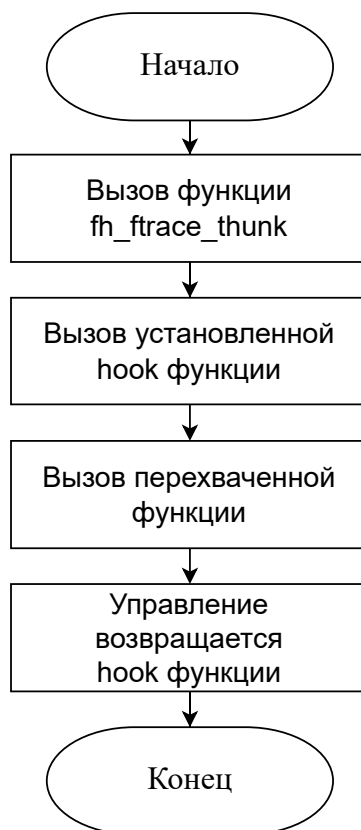 Начало
Вызов функции
fh_ftrace_thunk
Вызов установленной
hook функции
Вызов перехваченной
функции
Управление
возвращается
hook функции
Конец